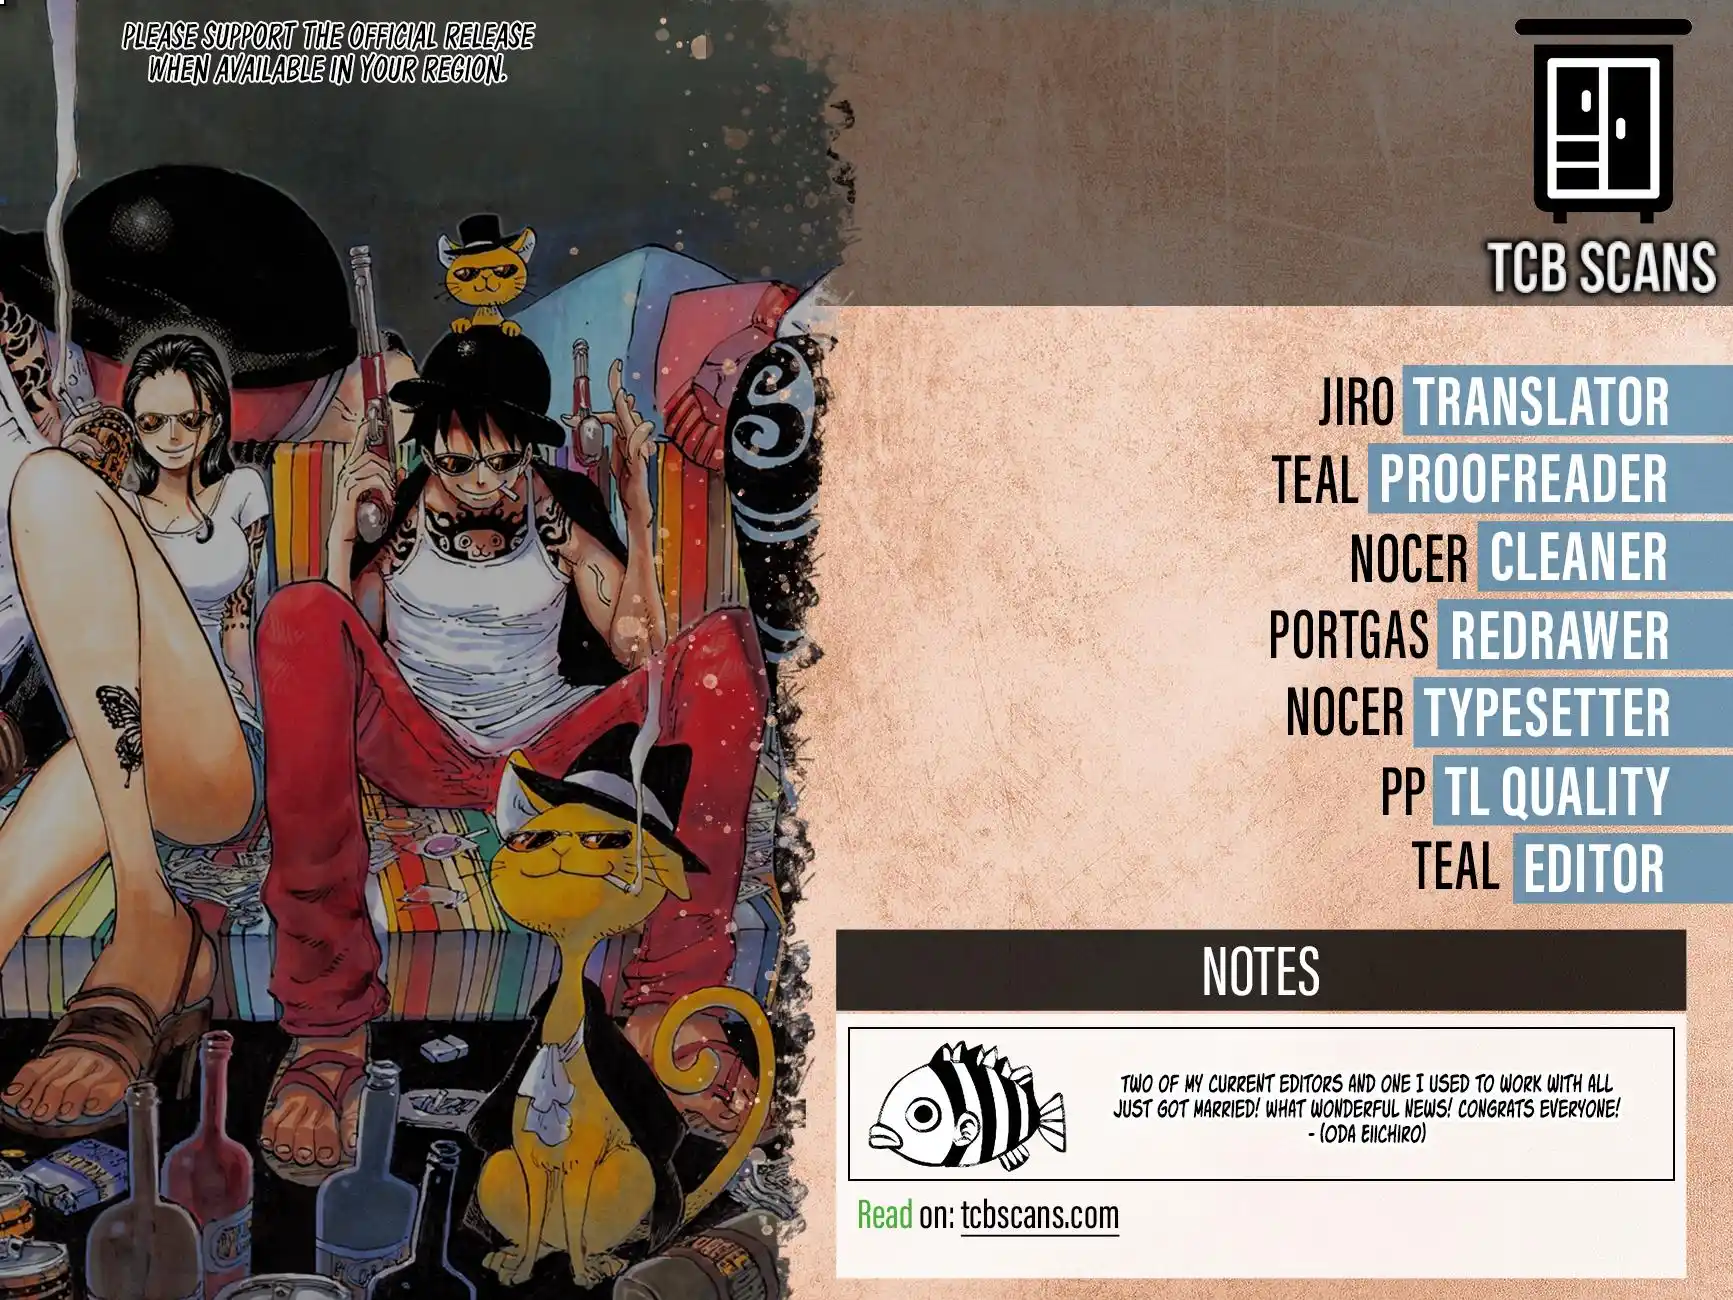 PLEASE SUPPORT THE OFFICIAL RELEASE
WHEN AVAILABLE IN YOUR REGION.
TCB SCANS
JIRO TRANSLATOR
TEAL PROOFREADER
NOCER CLEANER
PORTGAS REDRAWER
NOCER TYPESETTER
PP TL QUALITY
TEAL EDITOR
NOTES
TWO OF MY CURRENT EDITORS AND ONE I USED TO WORK WITH ALL
JUST GOT MARRIED! WHAT WONDERFUL NEWS! CONGRATS EVERYONE!
- (ODA EIICHIRO)
Read on: tcbscans.com